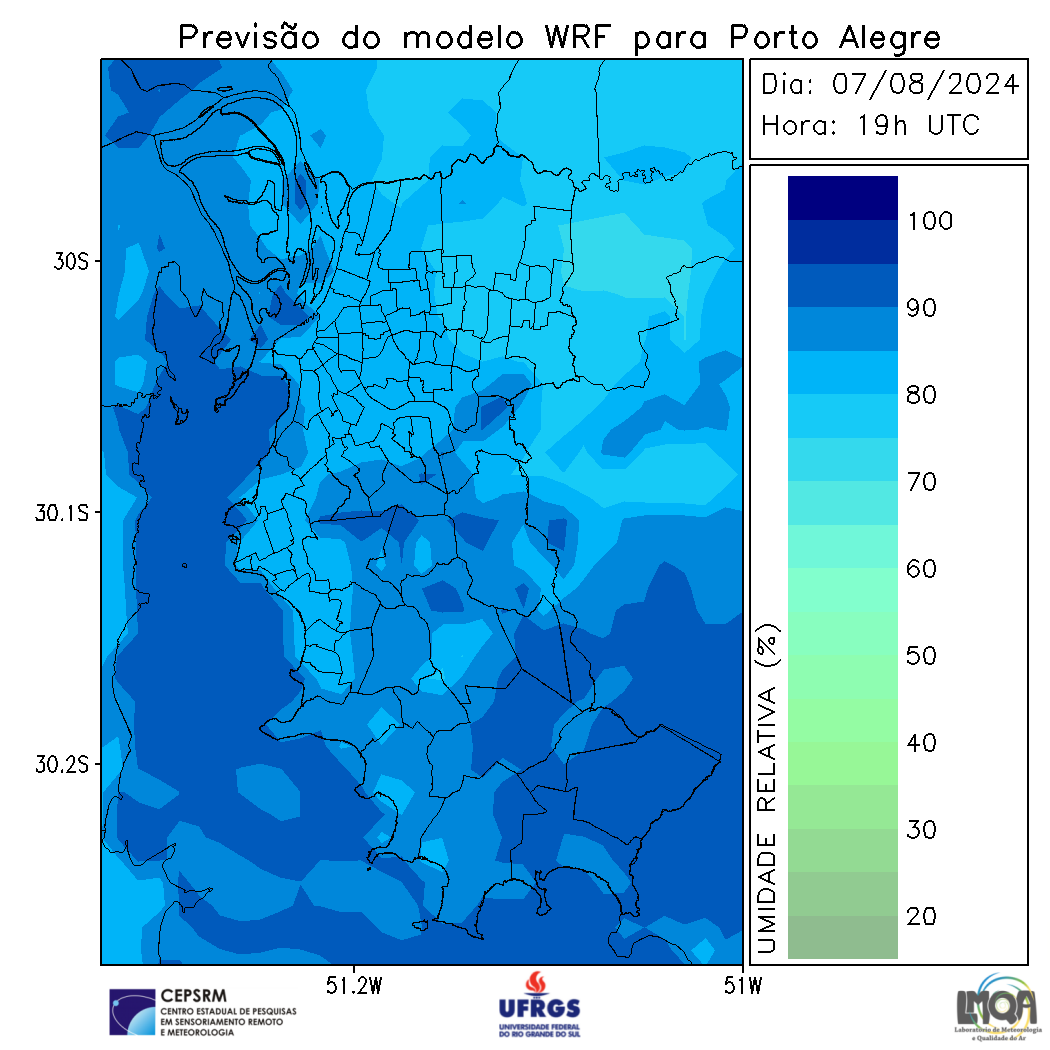 Previsão do modelo WRF para Porto Alegre
Dia: 07/08/2024
Hora: 19h UTC
30S
30.1S
30.2S
51.2W
51W
UMIDADE RELATIVA (%)
100
90
80
70
60
50
40
30
20
CEPSRM
CENTRO ESTADUAL DE PESQUISAS
EM SENSORIAMENTO REMOTO
E METEOROLOGIA
UFRGS
UNIVERSIDADE FEDERAL
DO RIO GRANDE DO SUL
LMQA
Laboratório de Meteorologia
e Qualidade do Ar